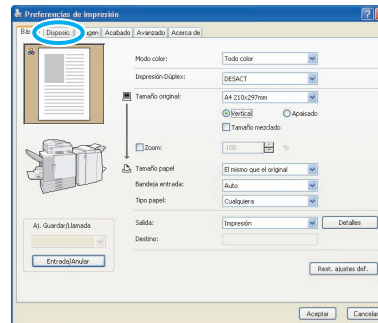 Preferencias de impresión
Disposic. Acabado Avanzado Acerca de
Modo color: Todo color
Impresión Dúplex: DESACT
Tamaño original: A4 210x297mm
Vertical Apaisado
Tamaño mezclado
Zoom: 100 %
Tamaño papel El mismo que el original
Bandeja entrada: Auto
Tipo papel: Cualquiera
Aj. Guardar/Llamada
Salida: Impresión Detalles
Destino:
Entrada/Anular
Rest. ajustes def.
Aceptar Cancelar